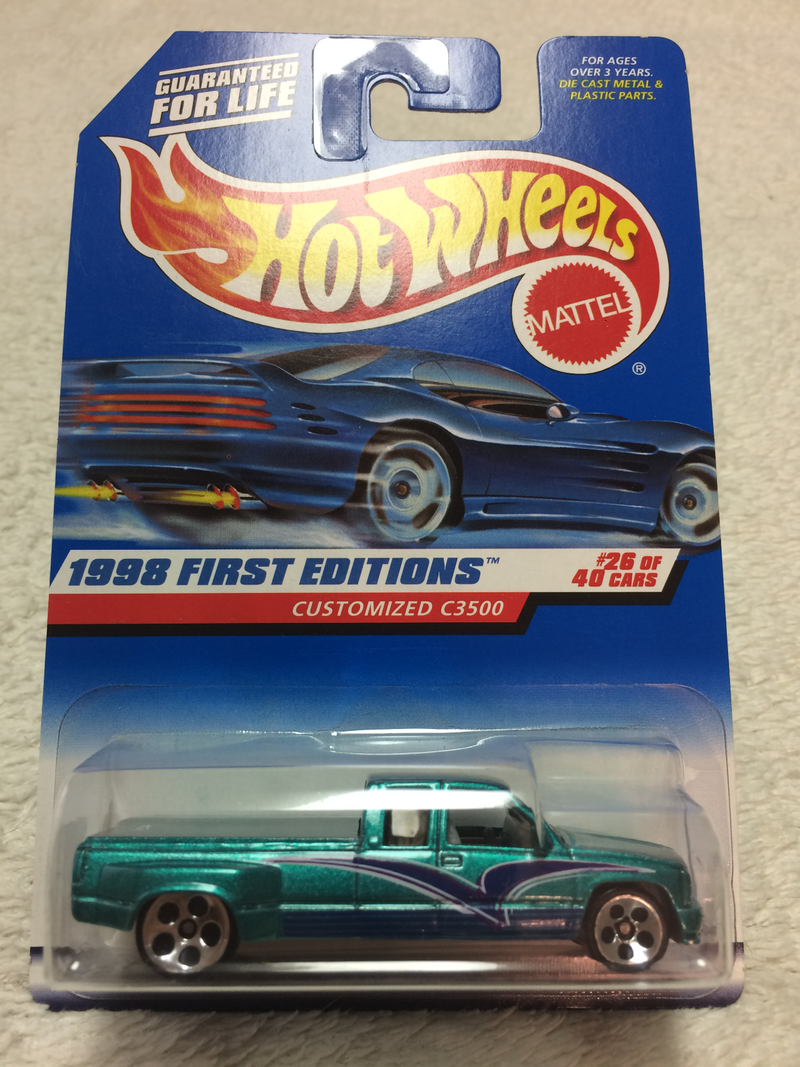 GUARANTEED
FOR LIFE
FOR AGES
OVER 3 YEARS.
DIE CAST METAL &
PLASTIC PARTS.
HOT WHEELS
MATTEL
®
1998 FIRST EDITIONS™
#26 OF
40 CARS
CUSTOMIZED C3500